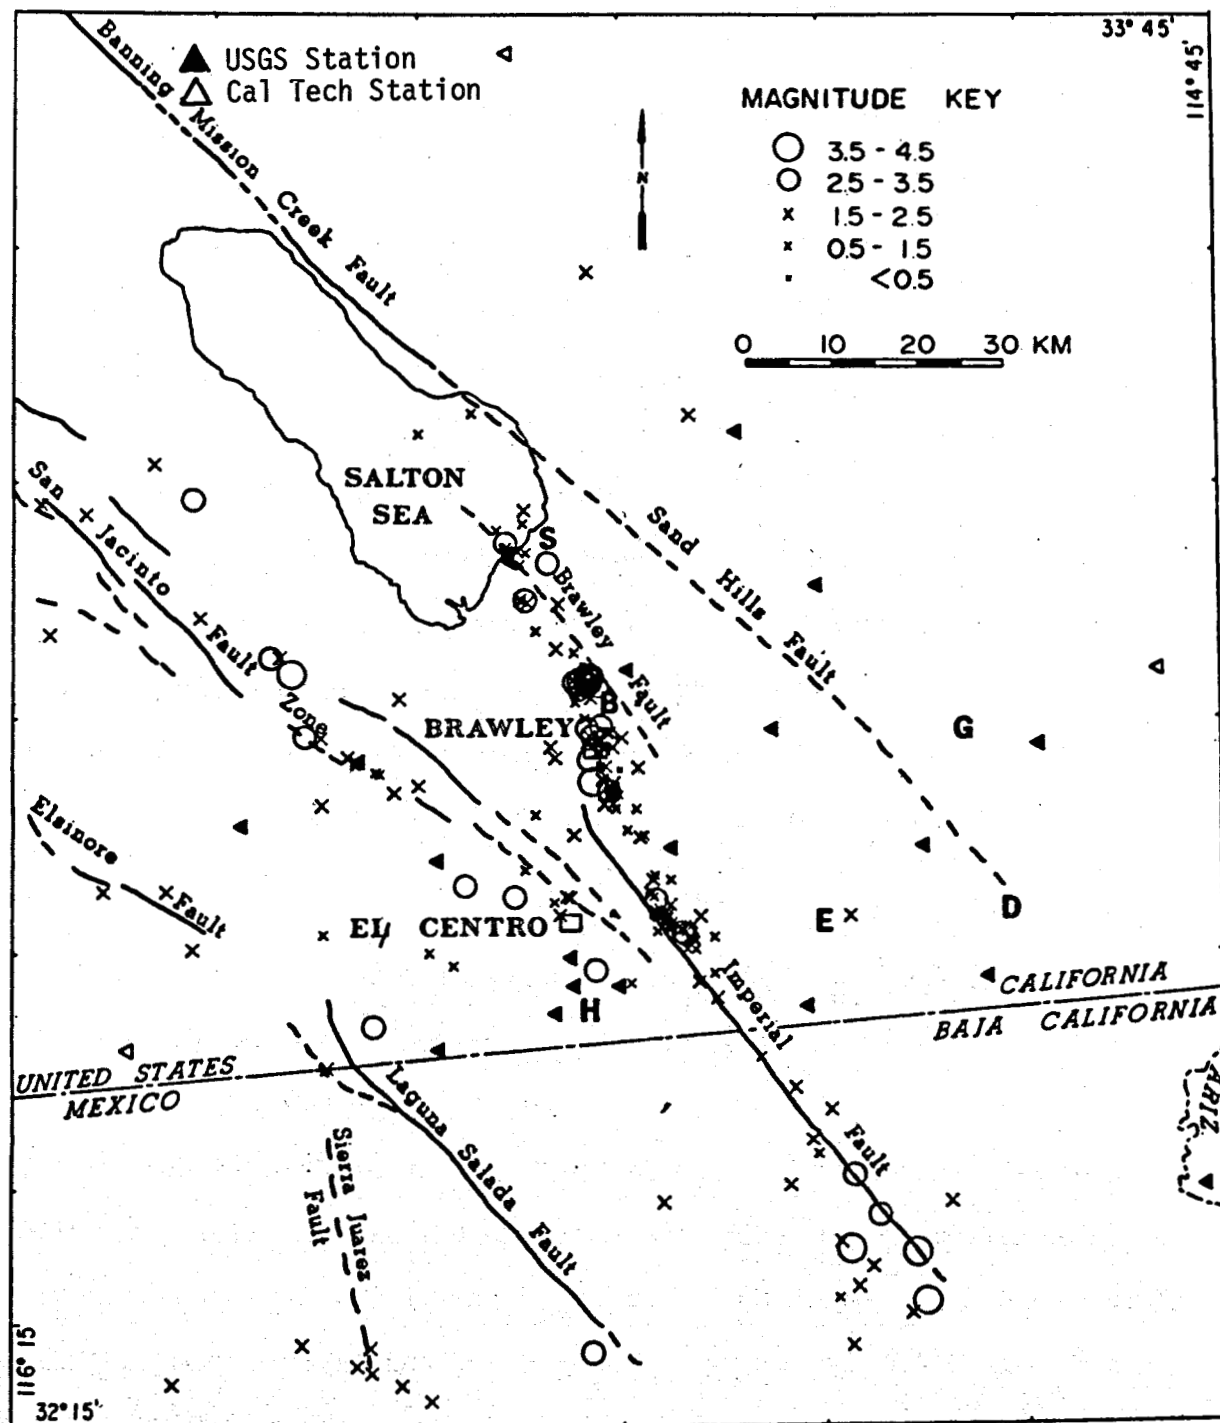 33° 45'
114° 45'
USGS Station
Cal Tech Station
Banning Mission Creek Fault
MAGNITUDE KEY
3.5 - 4.5
2.5 - 3.5
1.5 - 2.5
0.5 - 1.5
<0.5
0 10 20 30 KM
SALTON
SEA
San Jacinto Fault Zone
S
Brawley Fault
Sand Hills Fault
B
BRAWLEY
G
Elsinore Fault
D
E
EL CENTRO
H
Imperial Fault
CALIFORNIA
BAJA CALIFORNIA
UNITED STATES
MEXICO
ARIZ
Laguna Salada Fault
Sierra Juarez
Fault
116° 15'
32° 15'